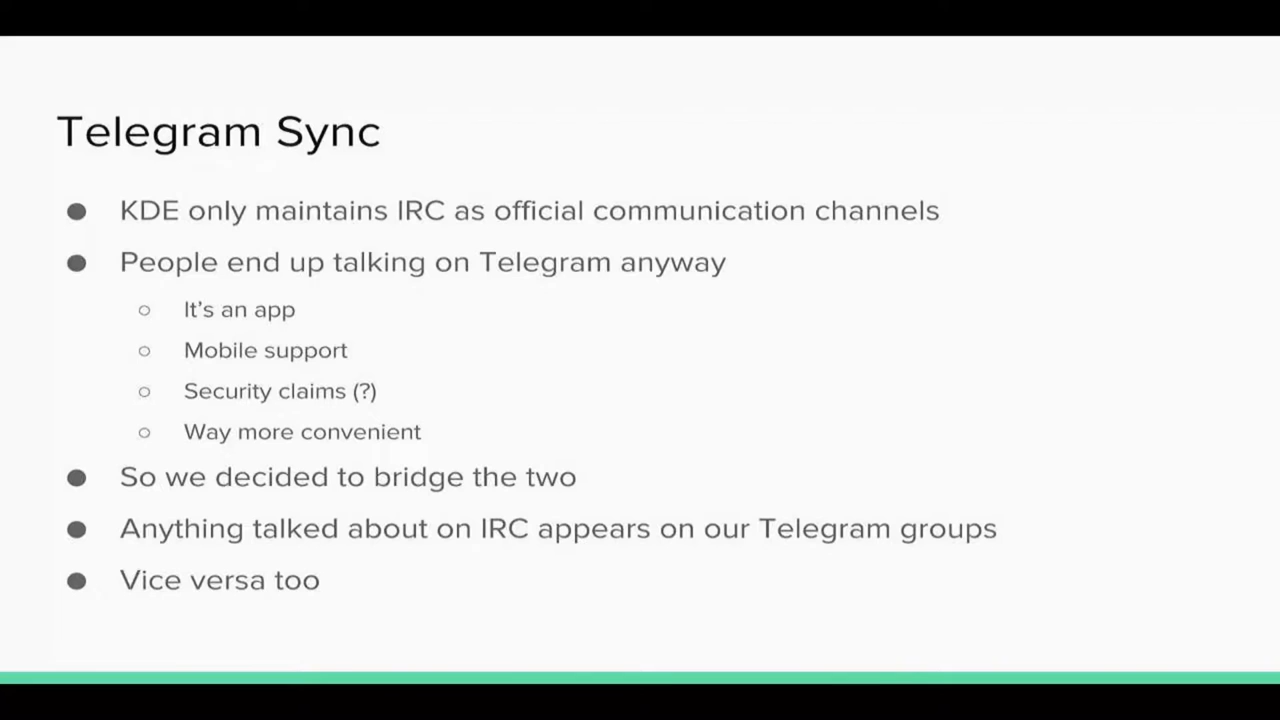 Telegram Sync
● KDE only maintains IRC as official communication channels
● People end up talking on Telegram anyway
○ It’s an app
○ Mobile support
○ Security claims (?)
○ Way more convenient
● So we decided to bridge the two
● Anything talked about on IRC appears on our Telegram groups
● Vice versa too